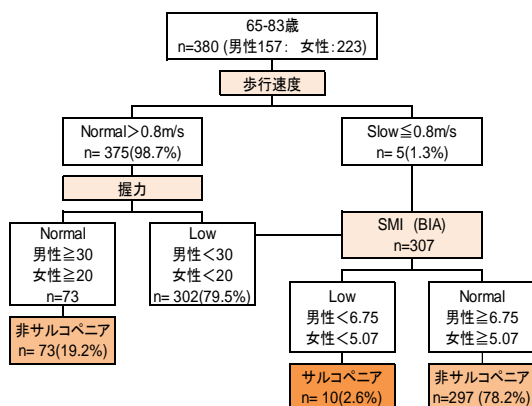 65-83歳
n=380 (男性157: 女性:223)
歩行速度
Normal>0.8m/s
n= 375(98.7%)
Slow≦0.8m/s
n= 5(1.3%)
握力
Normal
男性≧30
女性≧20
n=73
Low
男性<30
女性<20
n= 302(79.5%)
SMI (BIA)
n=307
非サルコペニア
n= 73(19.2%)
Low
男性<6.75
女性<5.07
Normal
男性≧6.75
女性≧5.07
サルコペニア
n= 10(2.6%)
非サルコペニア
n=297 (78.2%)